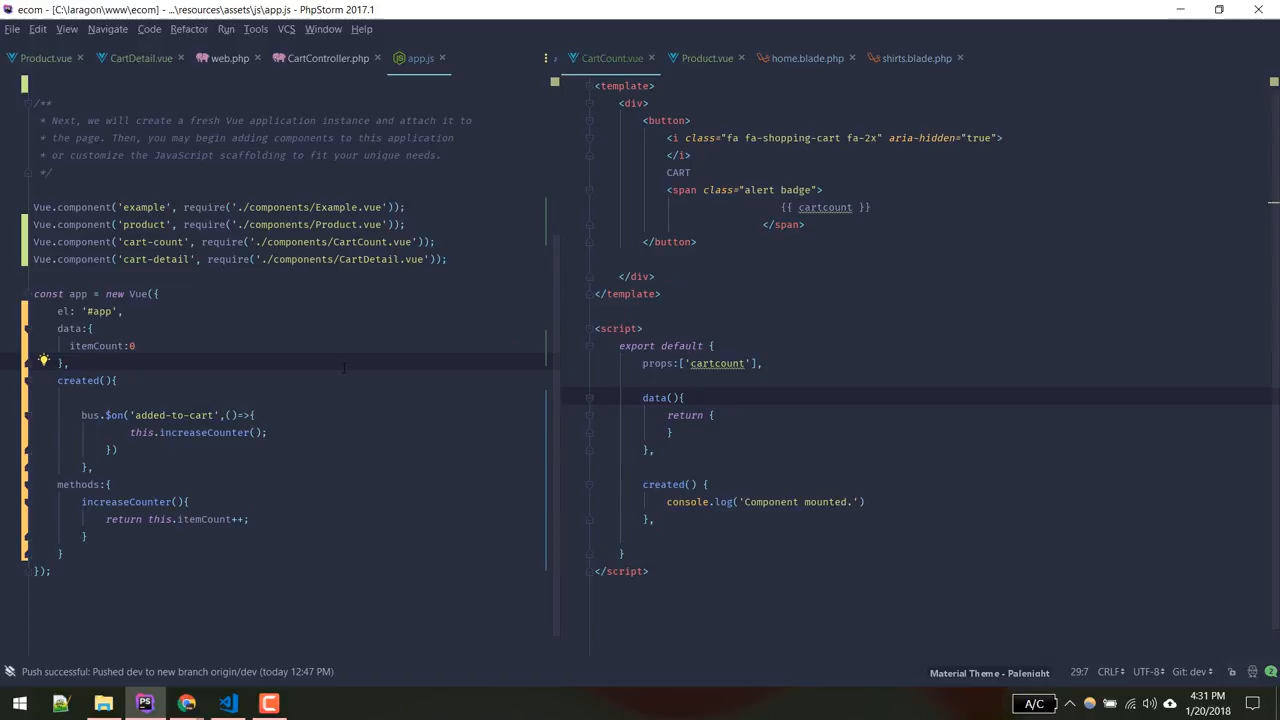 ecom - [C:\laragon\www\ecom] - ...\resources\assets\js\app.js - PhpStorm 2017.1
File Edit View Navigate Code Refactor Run Tools VCS Window Help
Product.vue CartDetail.vue web.php CartController.php app.js CartCount.vue Product.vue home.blade.php shirts.blade.php
/**
* Next, we will create a fresh Vue application instance and attach it to
* the page. Then, you may begin adding components to this application
* or customize the JavaScript scaffolding to fit your unique needs.
*/
Vue.component('example', require('./components/Example.vue'));
Vue.component('product', require('./components/Product.vue'));
Vue.component('cart-count', require('./components/CartCount.vue'));
Vue.component('cart-detail', require('./components/CartDetail.vue'));
const app = new Vue({
el: '#app',
data:{
itemCount:0
},
created(){
bus.$on('added-to-cart',()=>{
this.increaseCounter();
})
},
methods:{
increaseCounter(){
return this.itemCount++;
}
}
});
<template>
<div>
<button>
<i class="fa fa-shopping-cart fa-2x" aria-hidden="true">
</i>
CART
<span class="alert badge">
{{ cartcount }}
</span>
</button>
</div>
</template>
<script>
export default {
props:['cartcount'],
data(){
return {
}
},
created() {
console.log('Component mounted.')
},
}
</script>
Push successful: Pushed dev to new branch origin/dev (today 12:47 PM)
Material Theme - Palenight 29:7 CRLF UTF-8 Git: dev 2
A/C
4:31 PM
1/20/2018